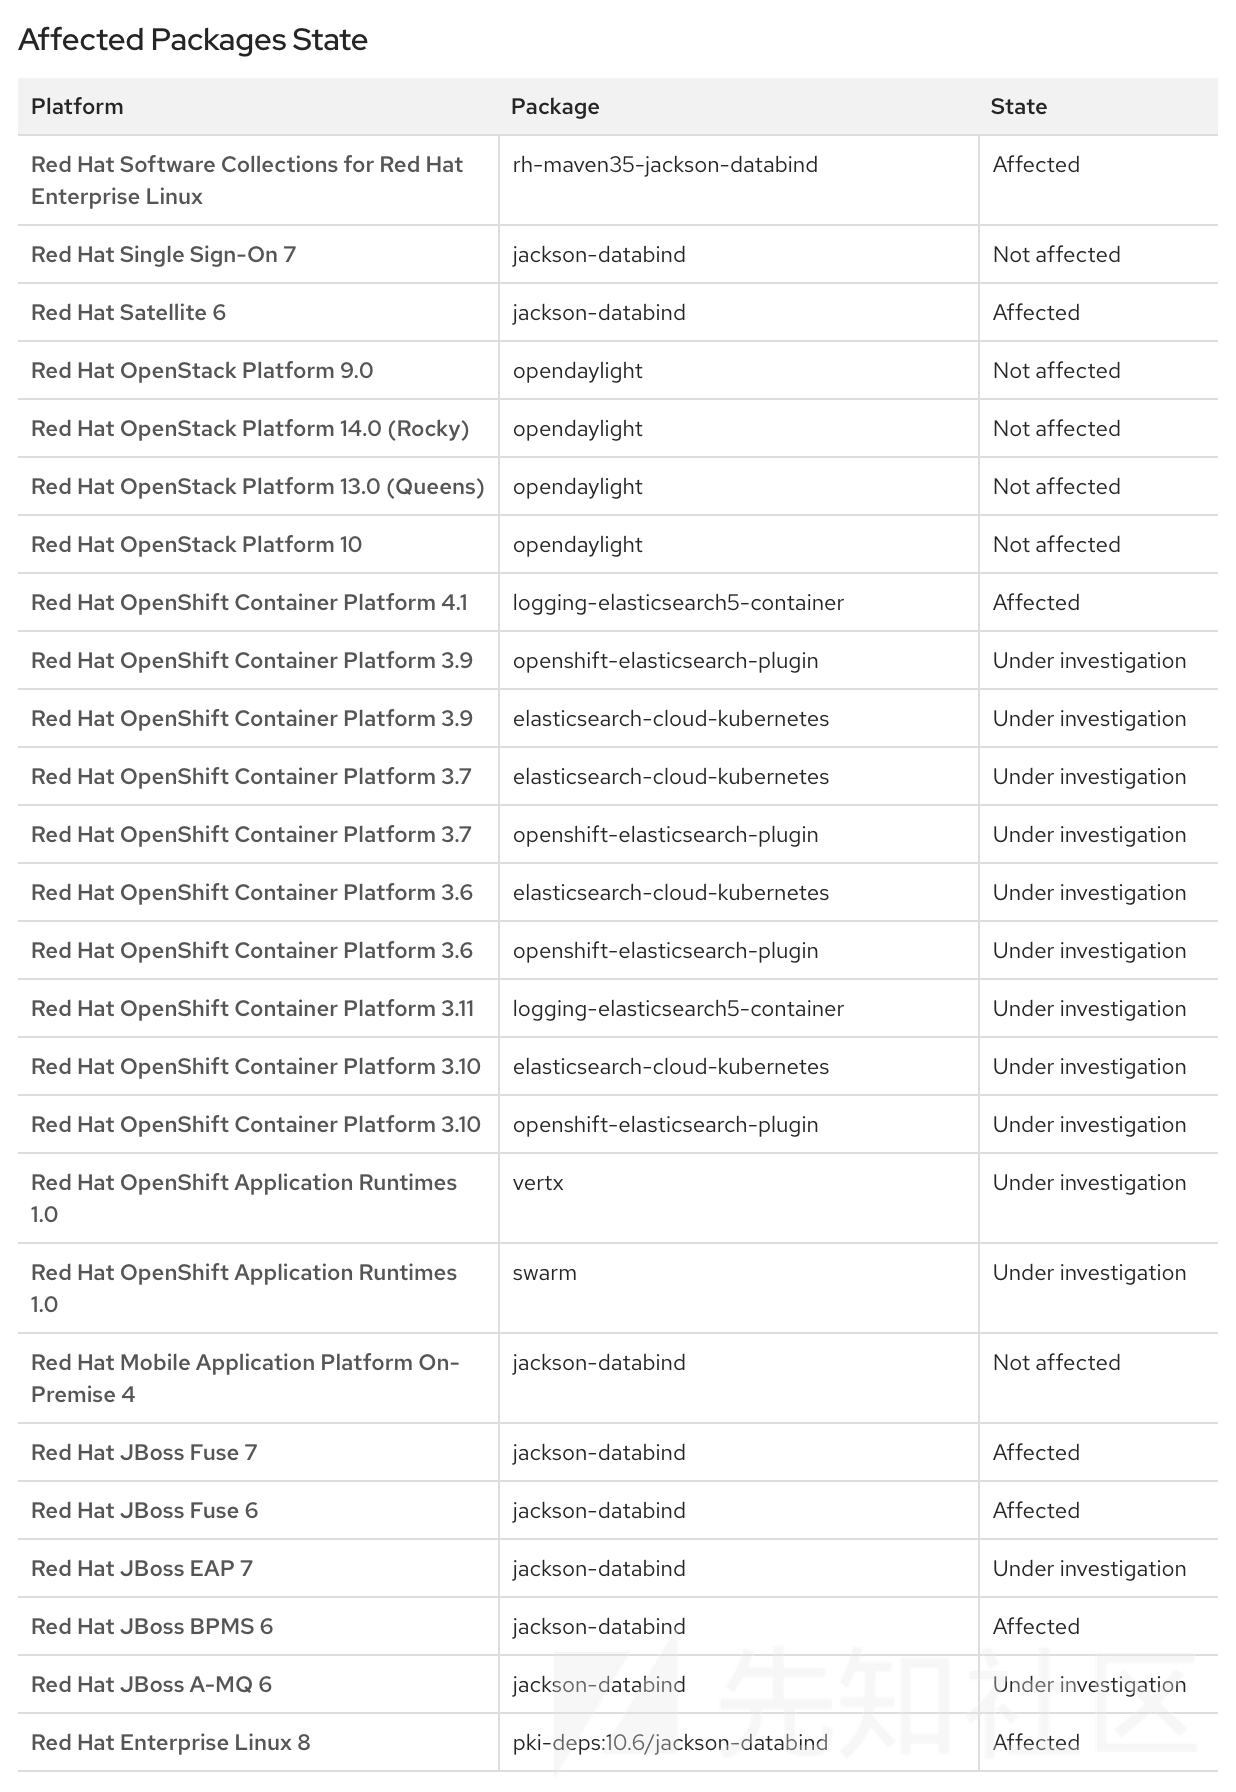 Affected Packages State
Platform Package State
Red Hat Software Collections for Red Hat rh-maven35-jackson-databind Affected
Enterprise Linux
Red Hat Single Sign-On 7 jackson-databind Not affected
Red Hat Satellite 6 jackson-databind Affected
Red Hat OpenStack Platform 9.0 opendaylight Not affected
Red Hat OpenStack Platform 14.0 (Rocky) opendaylight Not affected
Red Hat OpenStack Platform 13.0 (Queens) opendaylight Not affected
Red Hat OpenStack Platform 10 opendaylight Not affected
Red Hat OpenShift Container Platform 4.1 logging-elasticsearch5-container Affected
Red Hat OpenShift Container Platform 3.9 openshift-elasticsearch-plugin Under investigation
Red Hat OpenShift Container Platform 3.9 elasticsearch-cloud-kubernetes Under investigation
Red Hat OpenShift Container Platform 3.7 elasticsearch-cloud-kubernetes Under investigation
Red Hat OpenShift Container Platform 3.7 openshift-elasticsearch-plugin Under investigation
Red Hat OpenShift Container Platform 3.6 elasticsearch-cloud-kubernetes Under investigation
Red Hat OpenShift Container Platform 3.6 openshift-elasticsearch-plugin Under investigation
Red Hat OpenShift Container Platform 3.11 logging-elasticsearch5-container Under investigation
Red Hat OpenShift Container Platform 3.10 elasticsearch-cloud-kubernetes Under investigation
Red Hat OpenShift Container Platform 3.10 openshift-elasticsearch-plugin Under investigation
Red Hat OpenShift Application Runtimes vertx Under investigation
1.0
Red Hat OpenShift Application Runtimes swarm Under investigation
1.0
Red Hat Mobile Application Platform On- jackson-databind Not affected
Premise 4
Red Hat JBoss Fuse 7 jackson-databind Affected
Red Hat JBoss Fuse 6 jackson-databind Affected
Red Hat JBoss EAP 7 jackson-databind Under investigation
Red Hat JBoss BPMS 6 jackson-databind Affected
Red Hat JBoss A-MQ 6 jackson-databind Under investigation
Red Hat Enterprise Linux 8 pki-deps:10.6/jackson-databind Affected
先知社区